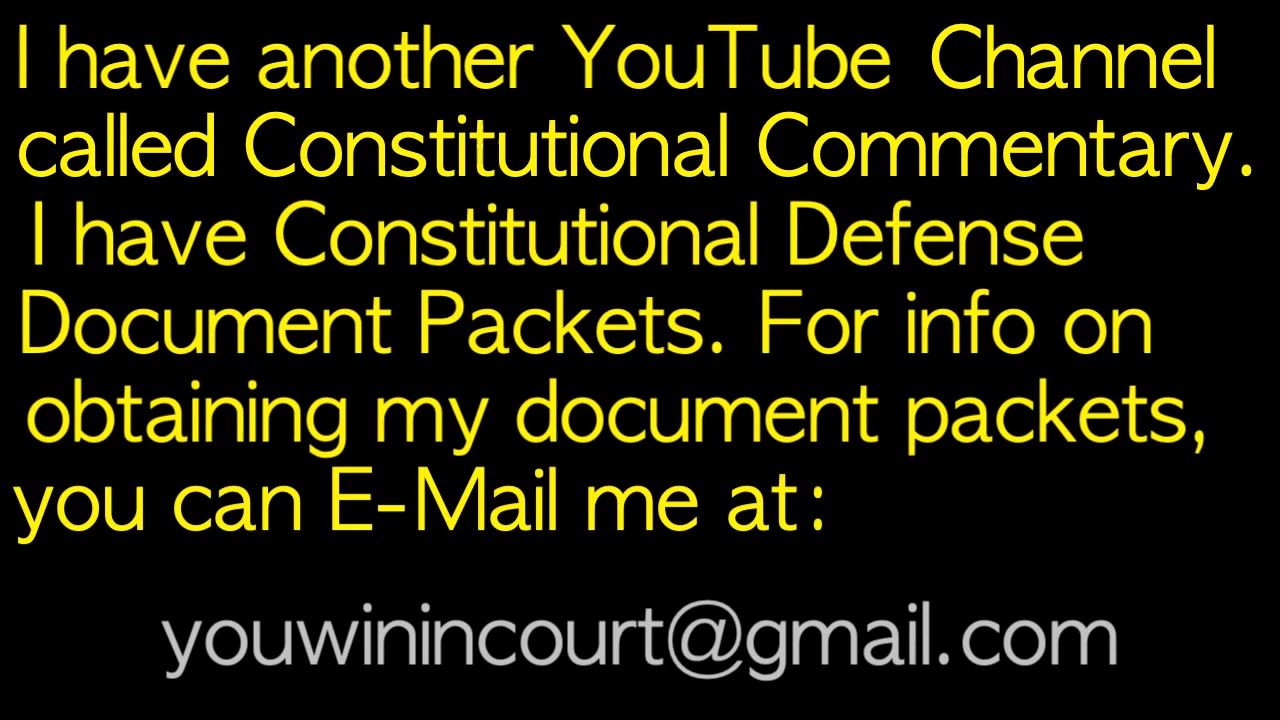 I have another YouTube Channel
called Constitutional Commentary.
I have Constitutional Defense
Document Packets. For info on
obtaining my document packets,
you can E-Mail me at:
youwinincourt@gmail.com